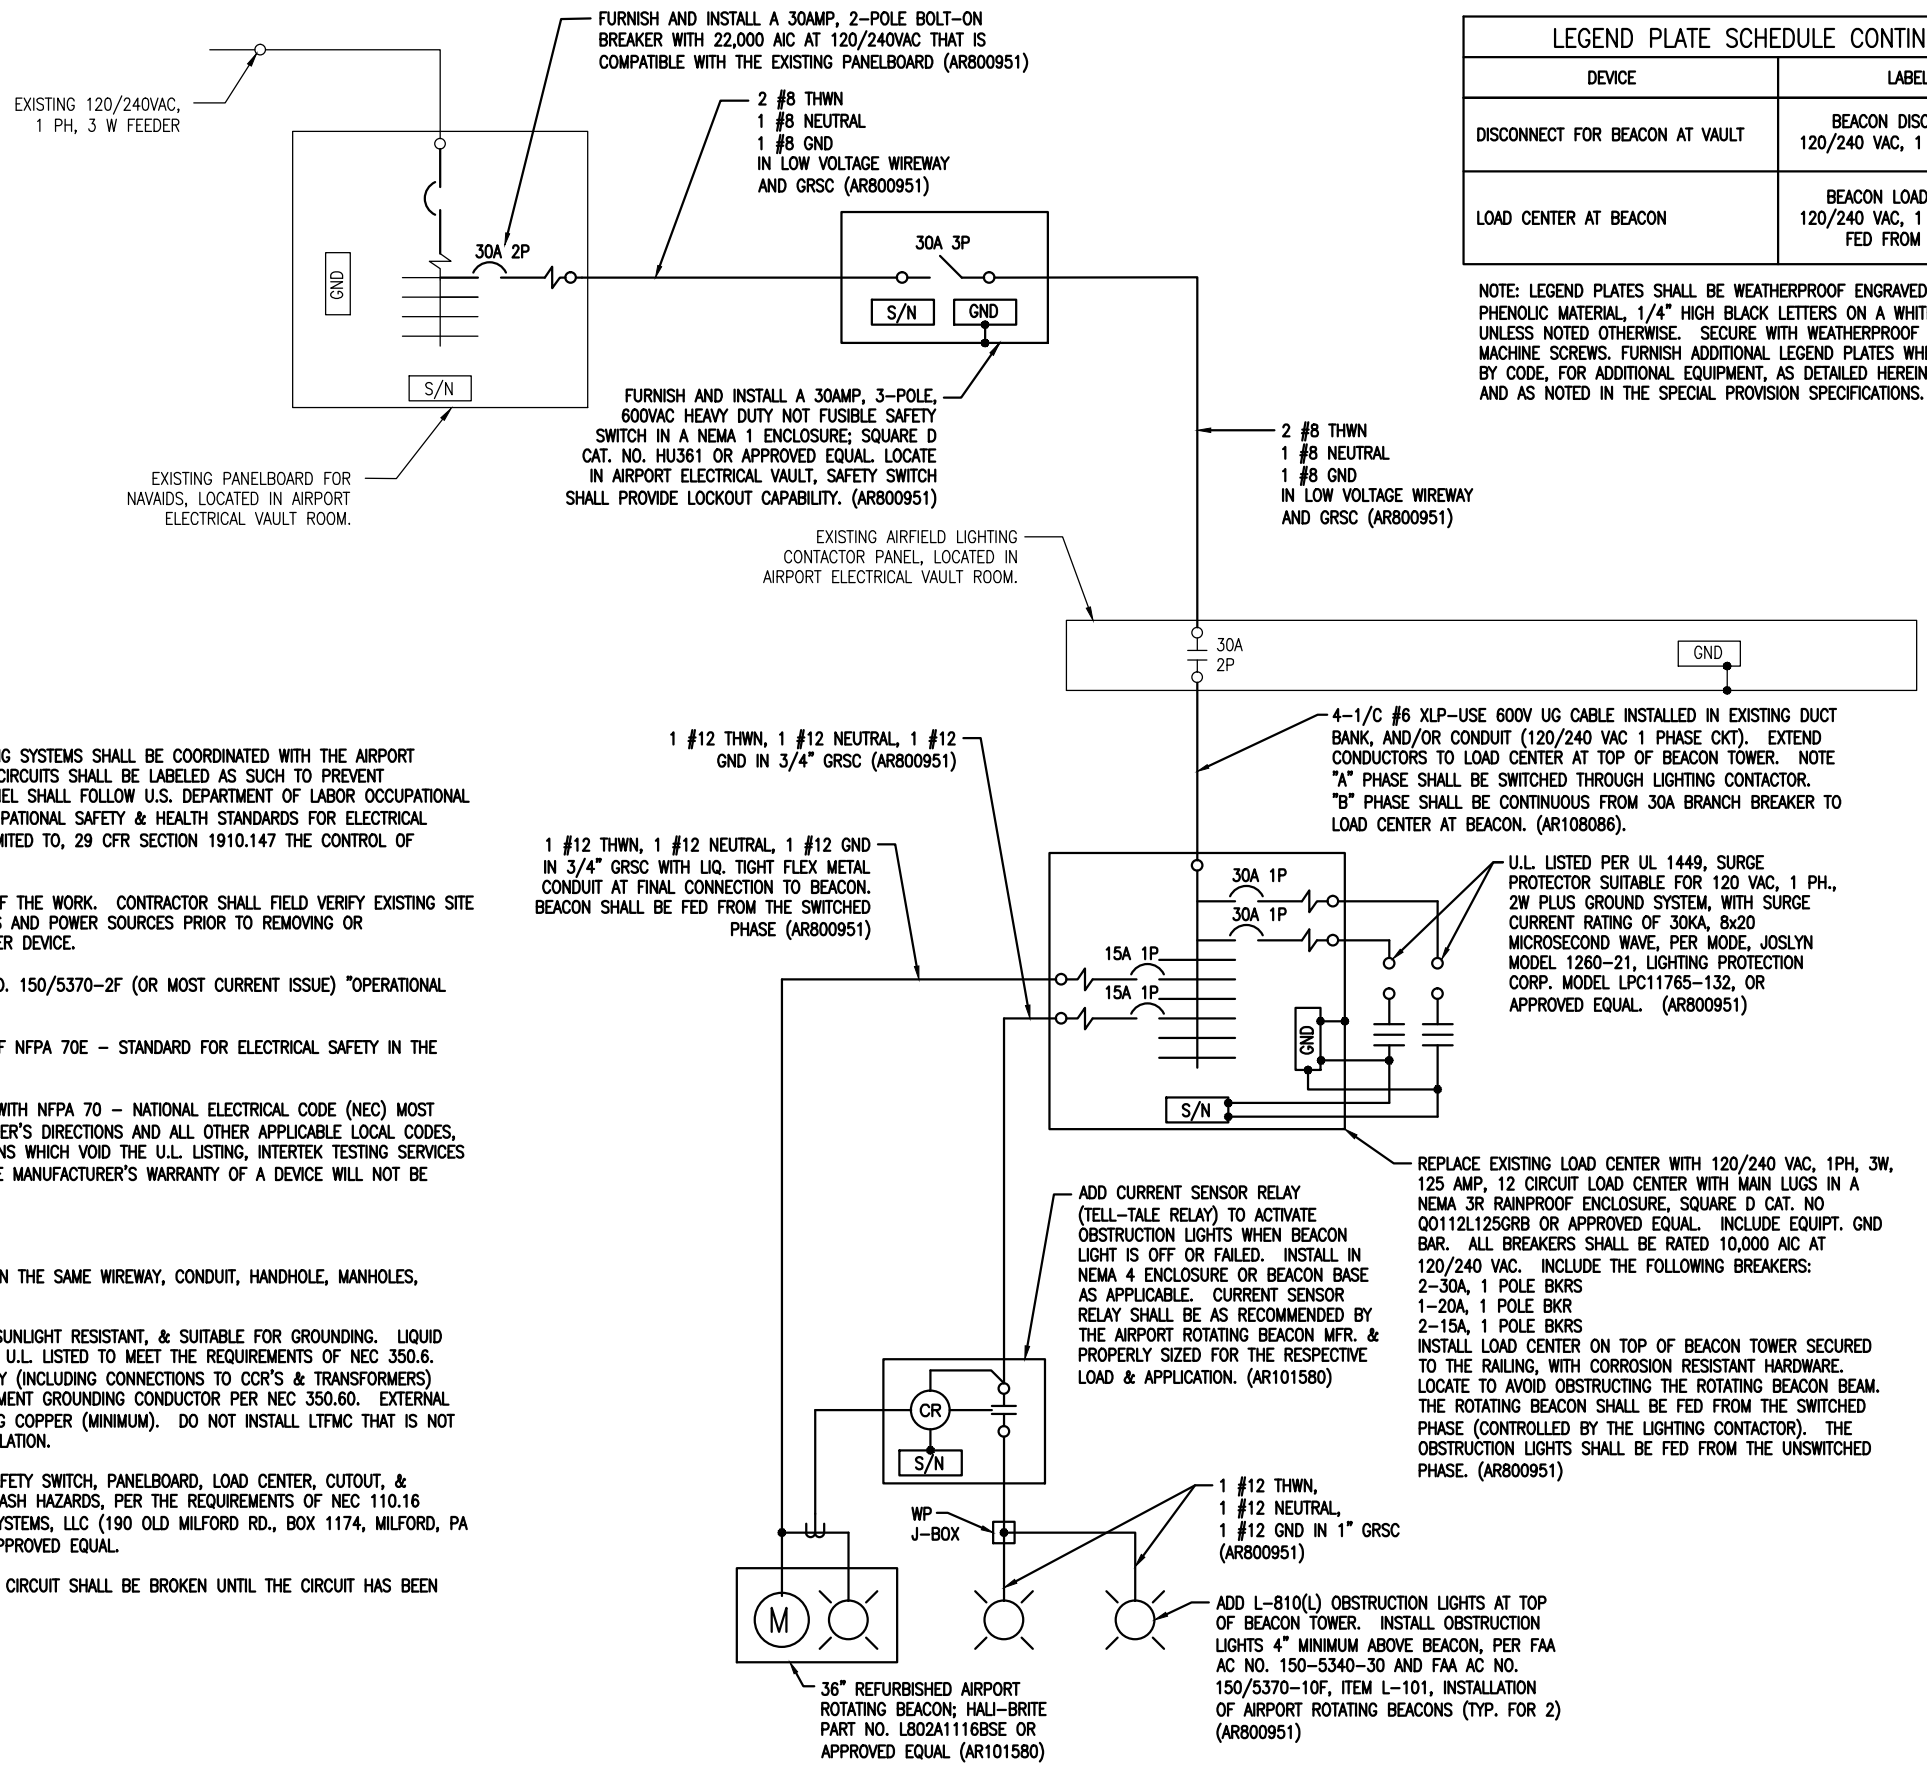 FURNISH AND INSTALL A 30AMP, 2-POLE BOLT-ON
BREAKER WITH 22,000 AIC AT 120/240VAC THAT IS
COMPATIBLE WITH THE EXISTING PANELBOARD (AR800951)
EXISTING 120/240VAC,
1 PH, 3 W FEEDER
2 #8 THWN
1 #8 NEUTRAL
1 #8 GND
IN LOW VOLTAGE WIREWAY
AND GRSC (AR800951)
LEGEND PLATE SCHEDULE CONTIN
DEVICE
LABEL
DISCONNECT FOR BEACON AT VAULT
BEACON DISC
120/240 VAC, 1
LOAD CENTER AT BEACON
BEACON LOAD
120/240 VAC, 1
FED FROM
NOTE: LEGEND PLATES SHALL BE WEATHERPROOF ENGRAVED
PHENOLIC MATERIAL, 1/4" HIGH BLACK LETTERS ON A WHIT
UNLESS NOTED OTHERWISE. SECURE WITH WEATHERPROOF
MACHINE SCREWS. FURNISH ADDITIONAL LEGEND PLATES WHE
BY CODE, FOR ADDITIONAL EQUIPMENT, AS DETAILED HEREIN
AND AS NOTED IN THE SPECIAL PROVISION SPECIFICATIONS.
GND
30A 2P
S/N
30A 3P
S/N
GND
EXISTING PANELBOARD FOR
NAVAIDS, LOCATED IN AIRPORT
ELECTRICAL VAULT ROOM.
FURNISH AND INSTALL A 30AMP, 3-POLE,
600VAC HEAVY DUTY NOT FUSIBLE SAFETY
SWITCH IN A NEMA 1 ENCLOSURE; SQUARE D
CAT. NO. HU361 OR APPROVED EQUAL. LOCATE
IN AIRPORT ELECTRICAL VAULT, SAFETY SWITCH
SHALL PROVIDE LOCKOUT CAPABILITY. (AR800951)
2 #8 THWN
1 #8 NEUTRAL
1 #8 GND
IN LOW VOLTAGE WIREWAY
AND GRSC (AR800951)
EXISTING AIRFIELD LIGHTING
CONTACTOR PANEL, LOCATED IN
AIRPORT ELECTRICAL VAULT ROOM.
30A
2P
GND
4-1/C #6 XLP-USE 600V UG CABLE INSTALLED IN EXISTING DUCT
BANK, AND/OR CONDUIT (120/240 VAC 1 PHASE CKT). EXTEND
CONDUCTORS TO LOAD CENTER AT TOP OF BEACON TOWER. NOTE
"A" PHASE SHALL BE SWITCHED THROUGH LIGHTING CONTACTOR.
"B" PHASE SHALL BE CONTINUOUS FROM 30A BRANCH BREAKER TO
LOAD CENTER AT BEACON. (AR108086).
1 #12 THWN, 1 #12 NEUTRAL, 1 #12
GND IN 3/4" GRSC (AR800951)
1 #12 THWN, 1 #12 NEUTRAL, 1 #12 GND
IN 3/4" GRSC WITH LIQ. TIGHT FLEX METAL
CONDUIT AT FINAL CONNECTION TO BEACON.
BEACON SHALL BE FED FROM THE SWITCHED
PHASE (AR800951)
30A 1P
30A 1P
15A 1P
15A 1P
GND
S/N
U.L. LISTED PER UL 1449, SURGE
PROTECTOR SUITABLE FOR 120 VAC, 1 PH.,
2W PLUS GROUND SYSTEM, WITH SURGE
CURRENT RATING OF 30KA, 8x20
MICROSECOND WAVE, PER MODE, JOSLYN
MODEL 1260-21, LIGHTING PROTECTION
CORP. MODEL LPC11765-132, OR
APPROVED EQUAL. (AR800951)
NG SYSTEMS SHALL BE COORDINATED WITH THE AIRPORT
CIRCUITS SHALL BE LABELED AS SUCH TO PREVENT
NEL SHALL FOLLOW U.S. DEPARTMENT OF LABOR OCCUPATIONAL
UPATIONAL SAFETY & HEALTH STANDARDS FOR ELECTRICAL
MITED TO, 29 CFR SECTION 1910.147 THE CONTROL OF
F THE WORK. CONTRACTOR SHALL FIELD VERIFY EXISTING SITE
S AND POWER SOURCES PRIOR TO REMOVING OR
ER DEVICE.
O. 150/5370-2F (OR MOST CURRENT ISSUE) "OPERATIONAL
F NFPA 70E - STANDARD FOR ELECTRICAL SAFETY IN THE
WITH NFPA 70 - NATIONAL ELECTRICAL CODE (NEC) MOST
ER'S DIRECTIONS AND ALL OTHER APPLICABLE LOCAL CODES,
NS WHICH VOID THE U.L. LISTING, INTERTEK TESTING SERVICES
E MANUFACTURER'S WARRANTY OF A DEVICE WILL NOT BE
N THE SAME WIREWAY, CONDUIT, HANDHOLE, MANHOLES,
SUNLIGHT RESISTANT, & SUITABLE FOR GROUNDING. LIQUID
U.L. LISTED TO MEET THE REQUIREMENTS OF NEC 350.6.
Y (INCLUDING CONNECTIONS TO CCR'S & TRANSFORMERS)
MENT GROUNDING CONDUCTOR PER NEC 350.60. EXTERNAL
G COPPER (MINIMUM). DO NOT INSTALL LTFMC THAT IS NOT
LATION.
FETY SWITCH, PANELBOARD, LOAD CENTER, CUTOUT, &
ASH HAZARDS, PER THE REQUIREMENTS OF NEC 110.16
YSTEMS, LLC (190 OLD MILFORD RD., BOX 1174, MILFORD, PA
PPROVED EQUAL.
CIRCUIT SHALL BE BROKEN UNTIL THE CIRCUIT HAS BEEN
ADD CURRENT SENSOR RELAY
(TELL-TALE RELAY) TO ACTIVATE
OBSTRUCTION LIGHTS WHEN BEACON
LIGHT IS OFF OR FAILED. INSTALL IN
NEMA 4 ENCLOSURE OR BEACON BASE
AS APPLICABLE. CURRENT SENSOR
RELAY SHALL BE AS RECOMMENDED BY
THE AIRPORT ROTATING BEACON MFR. &
PROPERLY SIZED FOR THE RESPECTIVE
LOAD & APPLICATION. (AR101580)
REPLACE EXISTING LOAD CENTER WITH 120/240 VAC, 1PH, 3W,
125 AMP, 12 CIRCUIT LOAD CENTER WITH MAIN LUGS IN A
NEMA 3R RAINPROOF ENCLOSURE, SQUARE D CAT. NO
QO112L125GRB OR APPROVED EQUAL. INCLUDE EQUIPT. GND
BAR. ALL BREAKERS SHALL BE RATED 10,000 AIC AT
120/240 VAC. INCLUDE THE FOLLOWING BREAKERS:
2-30A, 1 POLE BKRS
1-20A, 1 POLE BKR
2-15A, 1 POLE BKRS
INSTALL LOAD CENTER ON TOP OF BEACON TOWER SECURED
TO THE RAILING, WITH CORROSION RESISTANT HARDWARE.
LOCATE TO AVOID OBSTRUCTING THE ROTATING BEACON BEAM.
THE ROTATING BEACON SHALL BE FED FROM THE SWITCHED
PHASE (CONTROLLED BY THE LIGHTING CONTACTOR). THE
OBSTRUCTION LIGHTS SHALL BE FED FROM THE UNSWITCHED
PHASE. (AR800951)
CR
S/N
WP
J-BOX
1 #12 THWN,
1 #12 NEUTRAL,
1 #12 GND IN 1" GRSC
(AR800951)
M
ADD L-810(L) OBSTRUCTION LIGHTS AT TOP
OF BEACON TOWER. INSTALL OBSTRUCTION
LIGHTS 4" MINIMUM ABOVE BEACON, PER FAA
AC NO. 150-5340-30 AND FAA AC NO.
150/5370-10F, ITEM L-101, INSTALLATION
OF AIRPORT ROTATING BEACONS (TYP. FOR 2)
(AR800951)
36" REFURBISHED AIRPORT
ROTATING BEACON; HALI-BRITE
PART NO. L802A1116BSE OR
APPROVED EQUAL (AR101580)